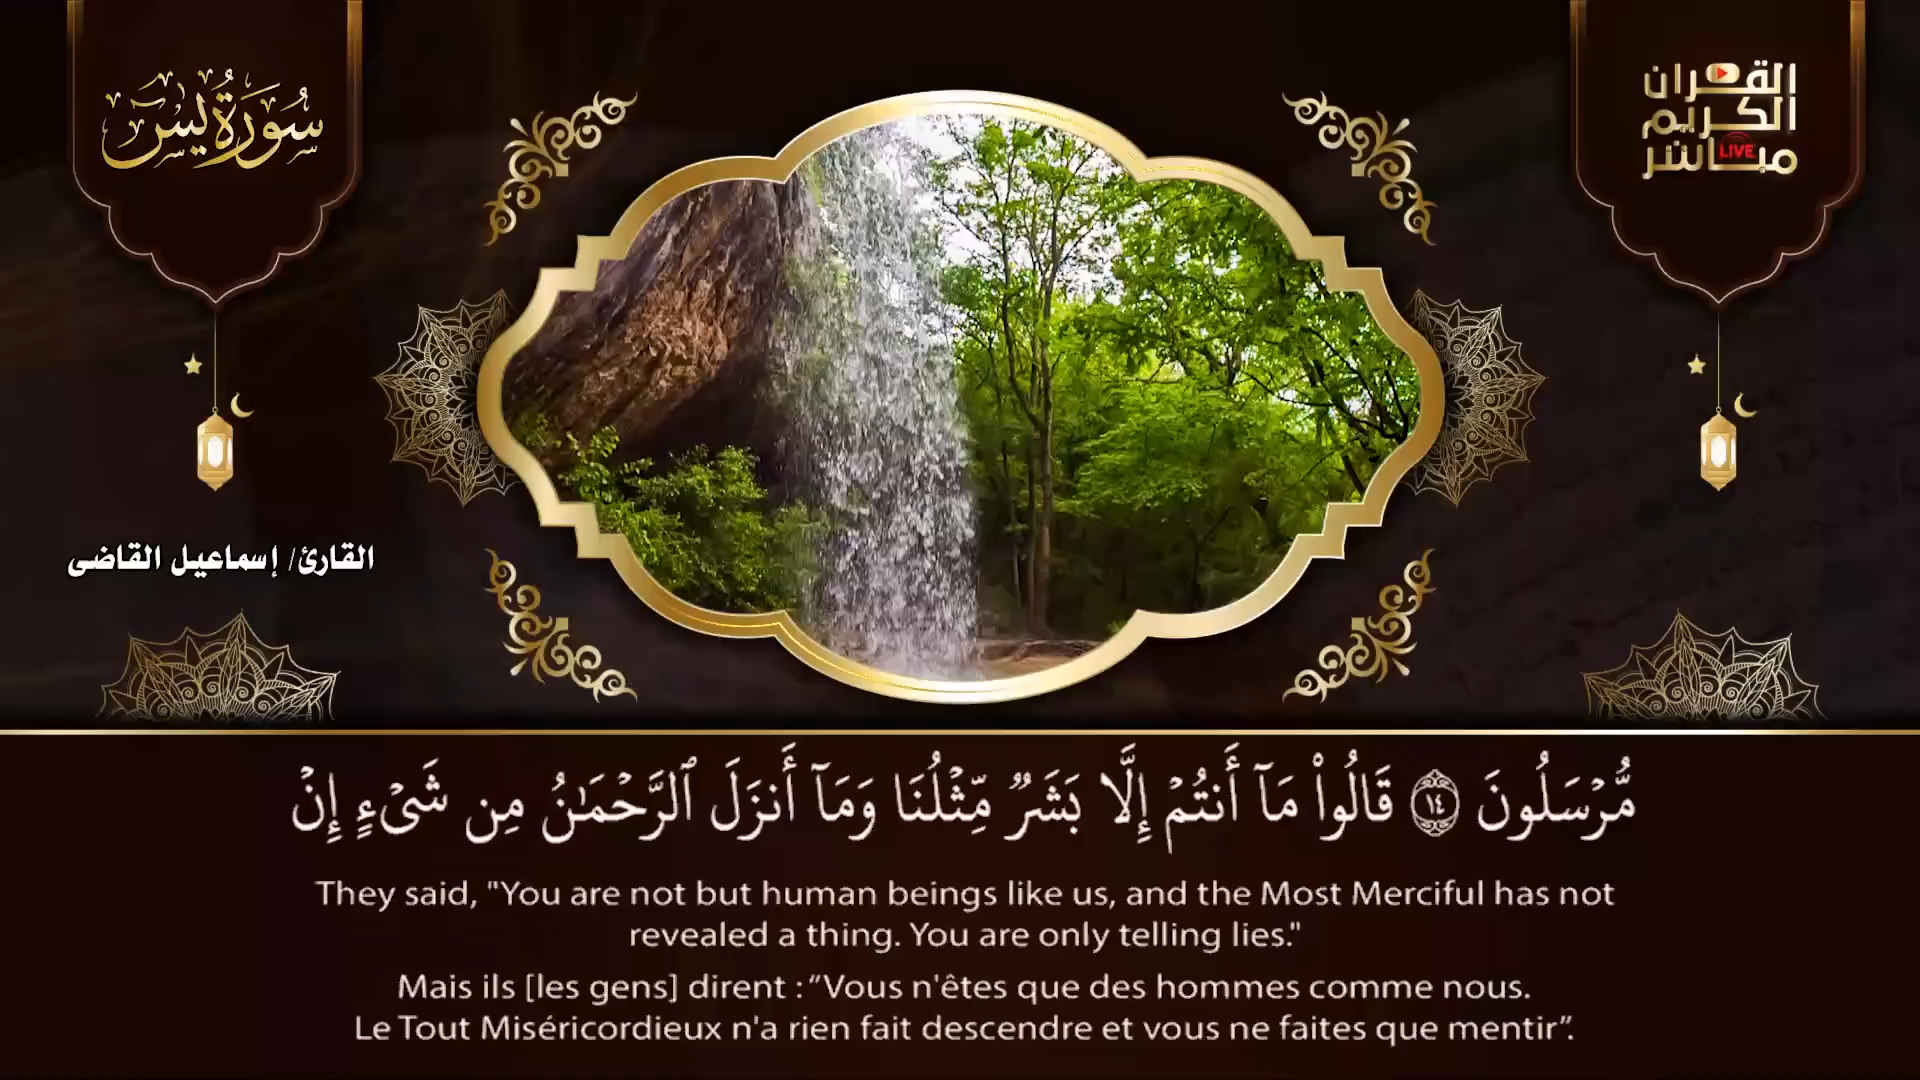 سُورَةُ يسٓ
القرآن
الكريم
LIVE
مباشر
القارئ/ إسماعيل القاضى
مُّرۡسَلُونَ ١٤ قَالُواْ مَآ أَنتُمۡ إِلَّا بَشَرٞ مِّثۡلُنَا وَمَآ أَنزَلَ ٱلرَّحۡمَٰنُ مِن شَيۡءٍ إِنۡ
They said, "You are not but human beings like us, and the Most Merciful has not
revealed a thing. You are only telling lies."
Mais ils [les gens] dirent : “Vous n'êtes que des hommes comme nous.
Le Tout Miséricordieux n'a rien fait descendre et vous ne faites que mentir”.